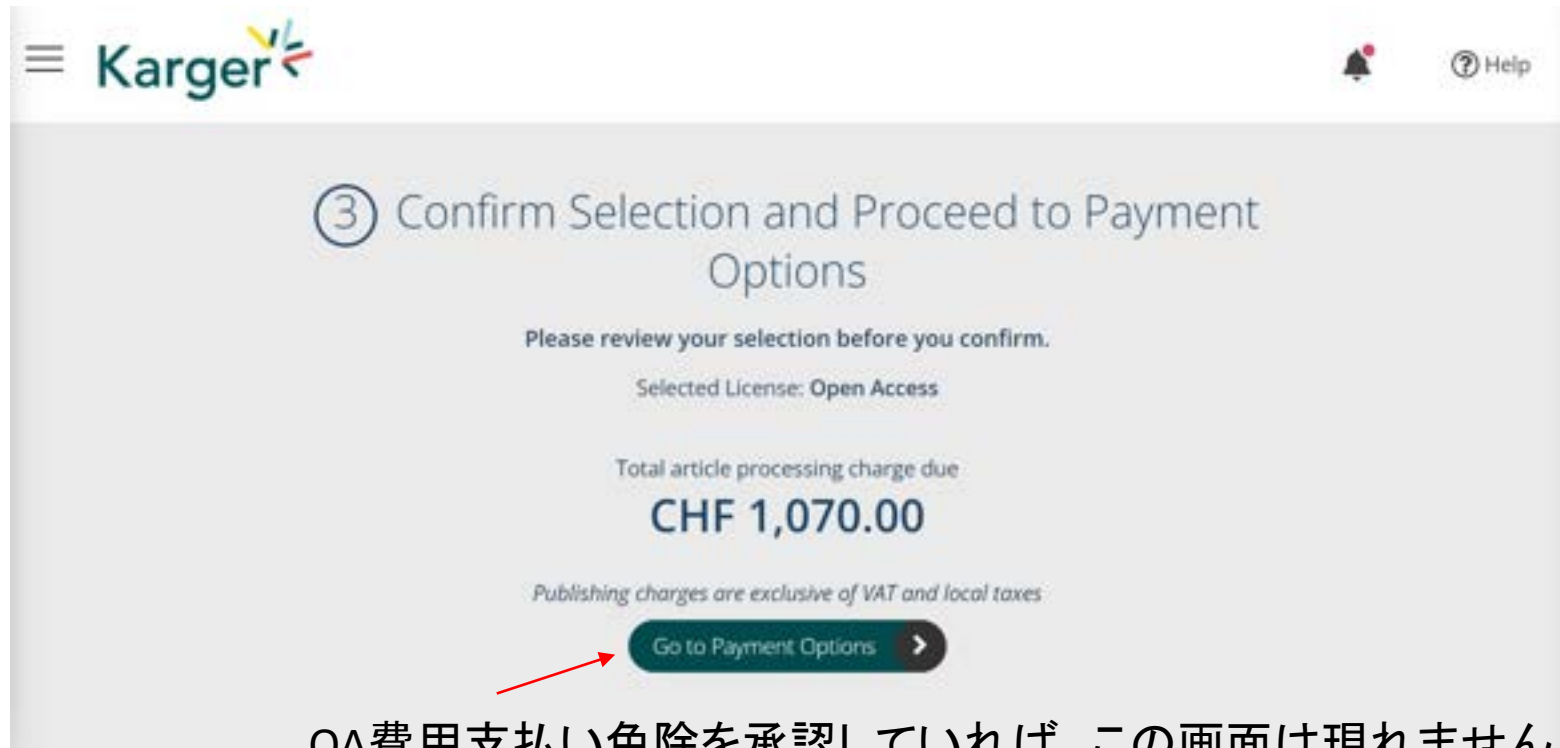 Karger
Help
3 Confirm Selection and Proceed to Payment
Options
Please review your selection before you confirm.
Selected License: Open Access
Total article processing charge due
CHF 1,070.00
Publishing charges are exclusive of VAT and local taxes
Go to Payment Options
OA費用支払い免除を承認していれば、この画面は現れません